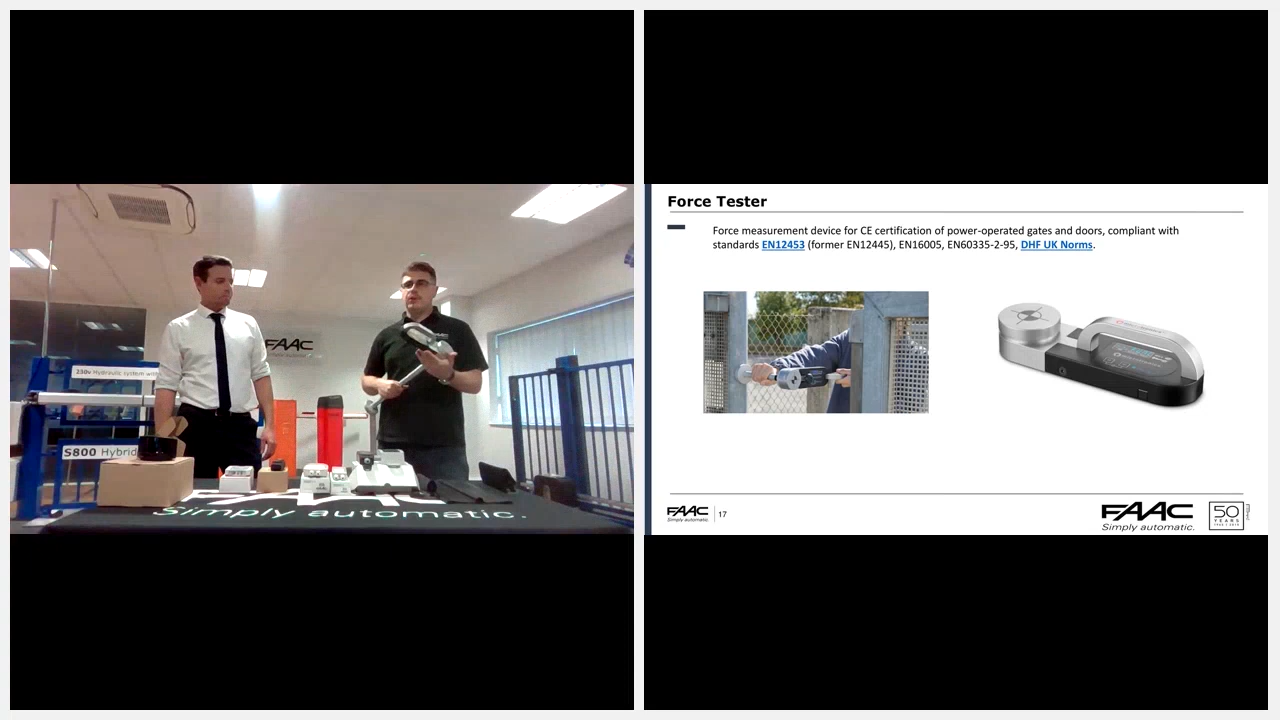 FAAC
230v Hydraulic system with
S800 Hybrid
Simply automatic.
Force Tester
Force measurement device for CE certification of power-operated gates and doors, compliant with
standards EN12453 (former EN12445), EN16005, EN60335-2-95, DHF UK Norms.
FAAC
Simply automatic.
17
FAAC
Simply automatic.
50
YEARS